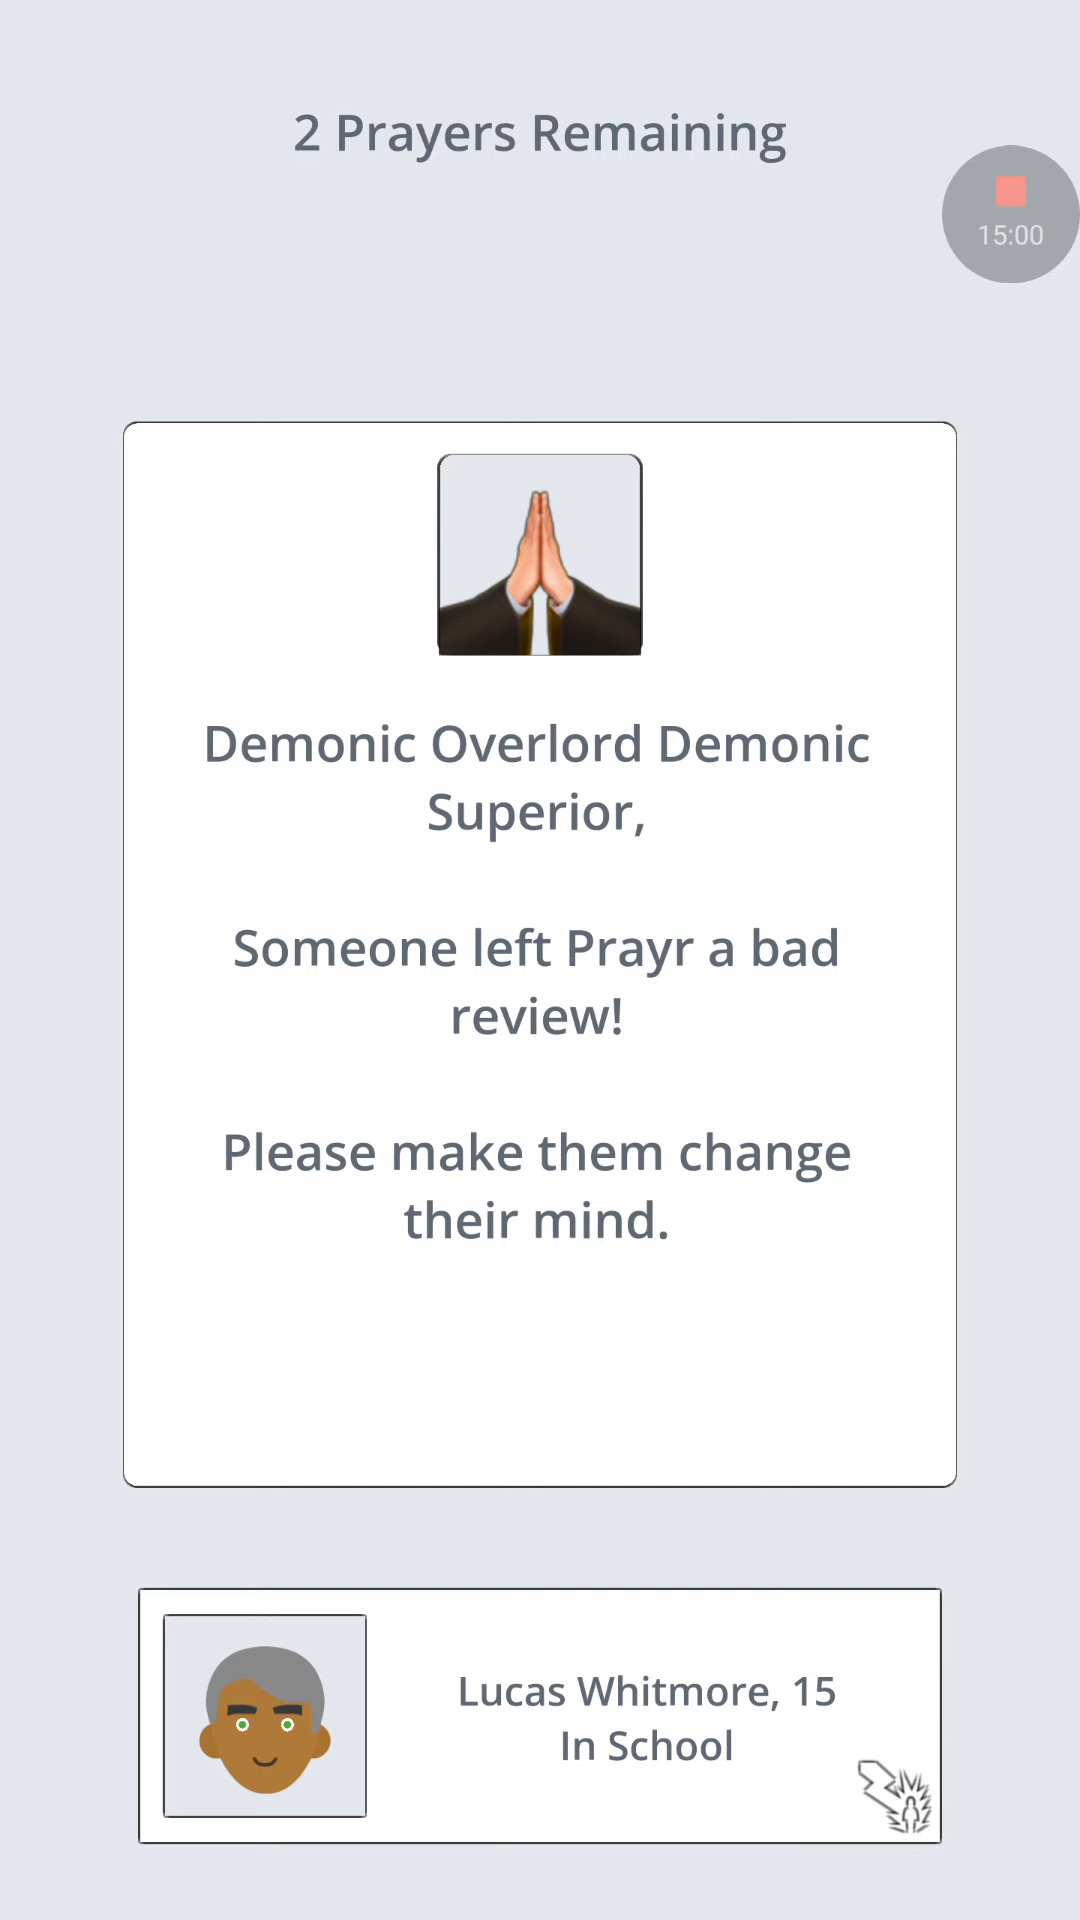 2 Prayers Remaining
15:00
Demonic Overlord Demonic
Superior,
Someone left Prayr a bad
review!
Please make them change
their mind.
Lucas Whitmore, 15
In School